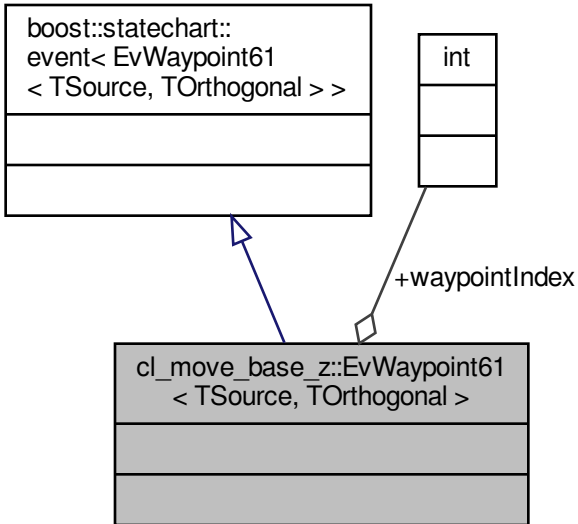 boost::statechart::
event< EvWaypoint61
< TSource, TOrthogonal > >
int
+waypointIndex
cl_move_base_z::EvWaypoint61
< TSource, TOrthogonal >